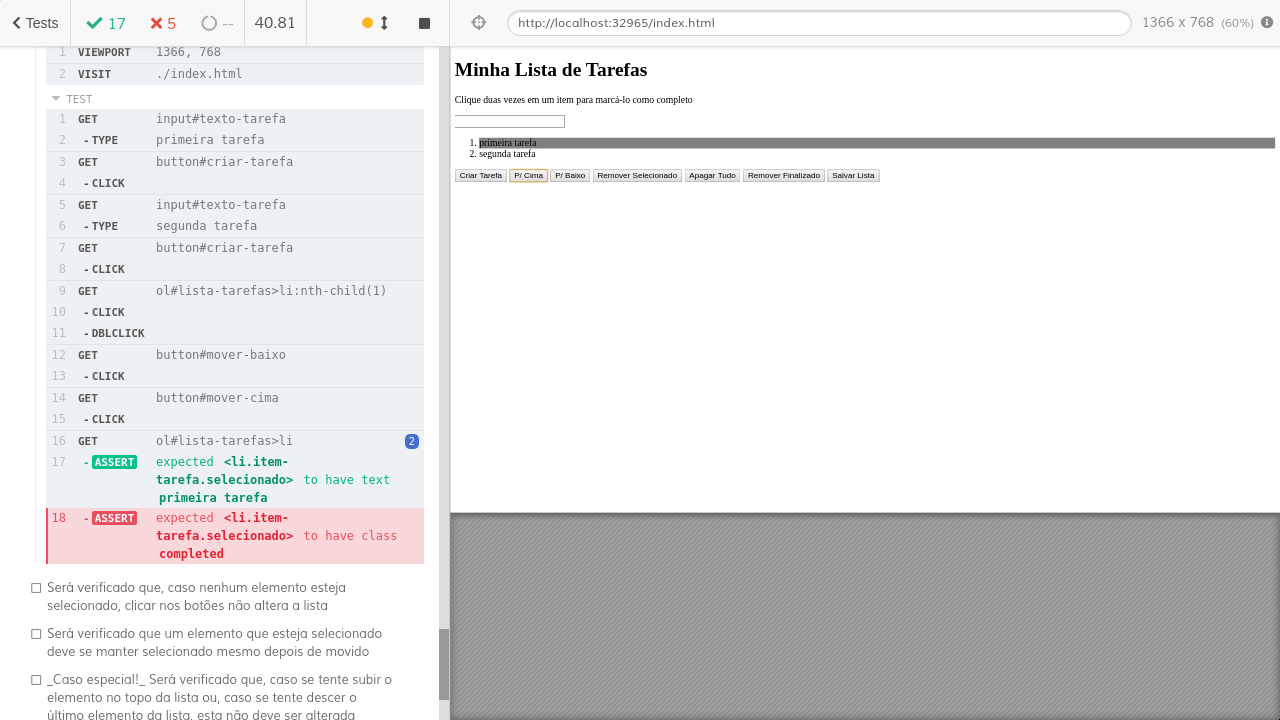 Tests 17 5 -- 40.81 http://localhost:32965/index.html 1366 x 768 (60%)
1 VIEWPORT 1366, 768
2 VISIT ./index.html
TEST
1 GET input#texto-tarefa
2 - TYPE primeira tarefa
3 GET button#criar-tarefa
4 - CLICK
5 GET input#texto-tarefa
6 - TYPE segunda tarefa
7 GET button#criar-tarefa
8 - CLICK
9 GET ol#lista-tarefas>li:nth-child(1)
10 - CLICK
11 - DBLCLICK
12 GET button#mover-baixo
13 - CLICK
14 GET button#mover-cima
15 - CLICK
16 GET ol#lista-tarefas>li 2
17 - ASSERT expected <li.item-
tarefa.selecionado> to have text
primeira tarefa
18 - ASSERT expected <li.item-
tarefa.selecionado> to have class
completed
Será verificado que, caso nenhum elemento esteja
selecionado, clicar nos botões não altera a lista
Será verificado que um elemento que esteja selecionado
deve se manter selecionado mesmo depois de movido
_Caso especial!_ Será verificado que, caso se tente subir o
elemento no topo da lista ou, caso se tente descer o
último elemento da lista, esta não deve ser alterada
Minha Lista de Tarefas
Clique duas vezes em um item para marcá-lo como completo
1. primeira tarefa
2. segunda tarefa
Criar Tarefa P/ Cima P/ Baixo Remover Selecionado Apagar Tudo Remover Finalizado Salvar Lista